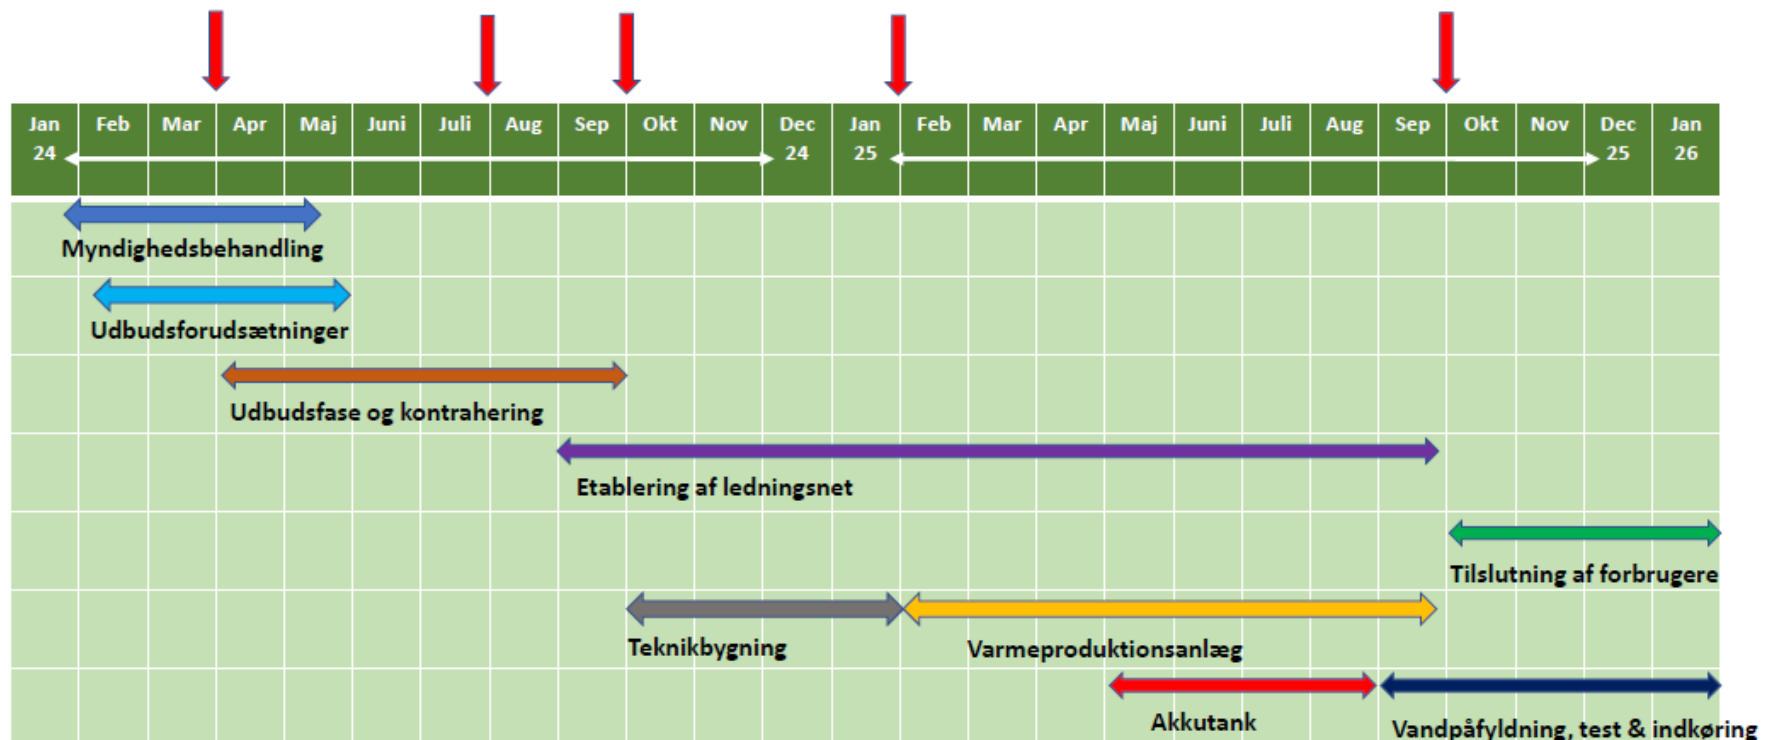 Jan Feb Mar Apr Maj Juni Juli Aug Sep Okt Nov Dec Jan Feb Mar Apr Maj Juni Juli Aug Sep Okt Nov Dec Jan
24 24 25 25 26
Myndighedsbehandling
Udbudsforudsætninger
Udbudsfase og kontrahering
Etablering af ledningsnet
Tilslutning af forbrugere
Teknikbygning Varmeproduktionsanlæg
Akkutank Vandpåfyldning, test & indkøring